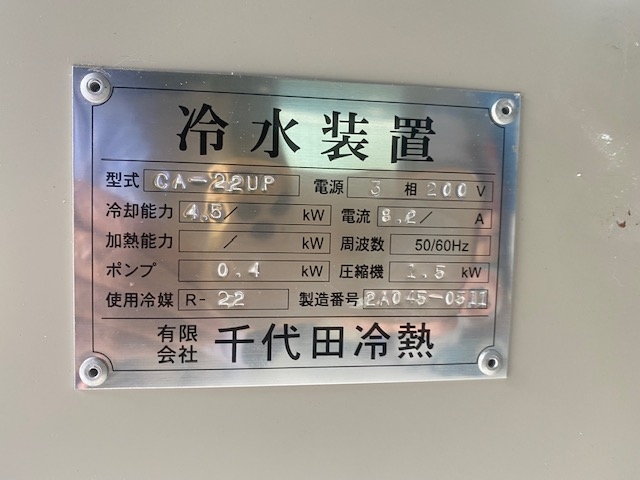 冷水装置
型式 CA-22UP 電源 3相 200V
冷却能力 4.5/ kW 電流 8.2/ A
加熱能力 / kW 周波数 50/60Hz
ポンプ 0.4 kW 圧縮機 1.5 kW
使用冷媒 R-22 製造番号 2A045-0511
有限会社 千代田冷熱